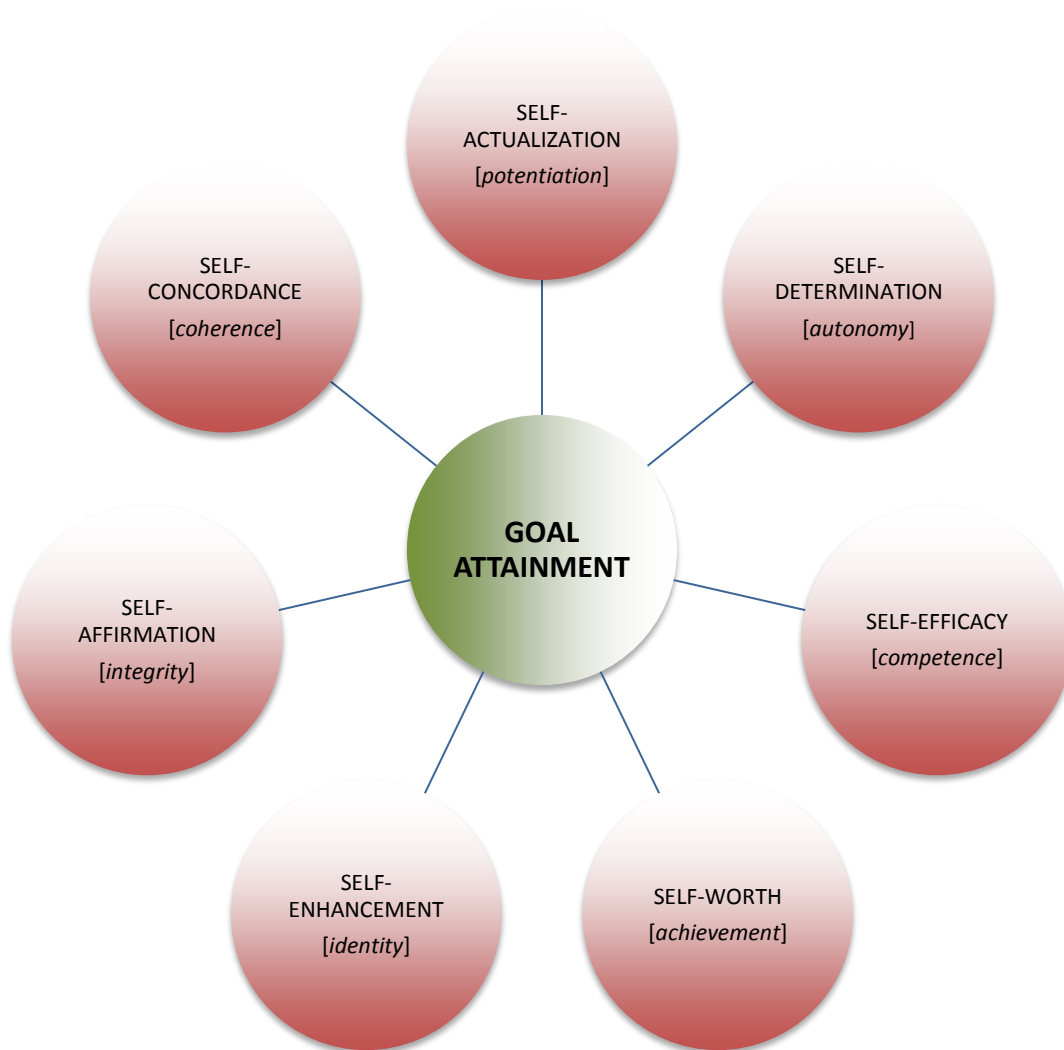 SELF-
ACTUALIZATION
[potentiation]
SELF-
DETERMINATION
[autonomy]
SELF-EFFICACY
[competence]
SELF-WORTH
[achievement]
SELF-
ENHANCEMENT
[identity]
SELF-
AFFIRMATION
[integrity]
SELF-
CONCORDANCE
[coherence]
GOAL
ATTAINMENT